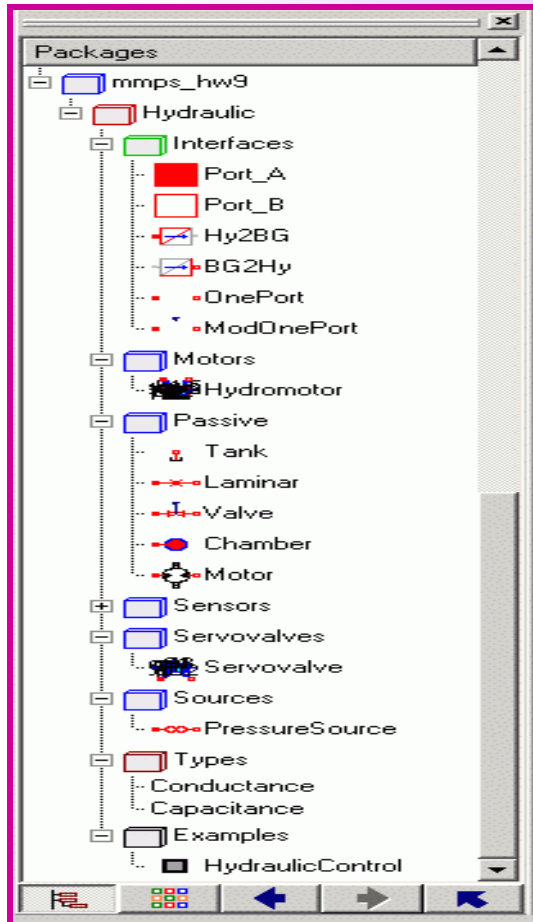 Packages
mmps_hw9
Hydraulic
Interfaces
Port_A
Port_B
Hy2BG
BG2Hy
OnePort
ModOnePort
Motors
Hydromotor
Passive
Tank
Laminar
Valve
Chamber
Motor
Sensors
Servovalves
Servovalve
Sources
PressureSource
Types
Conductance
Capacitance
Examples
HydraulicControl